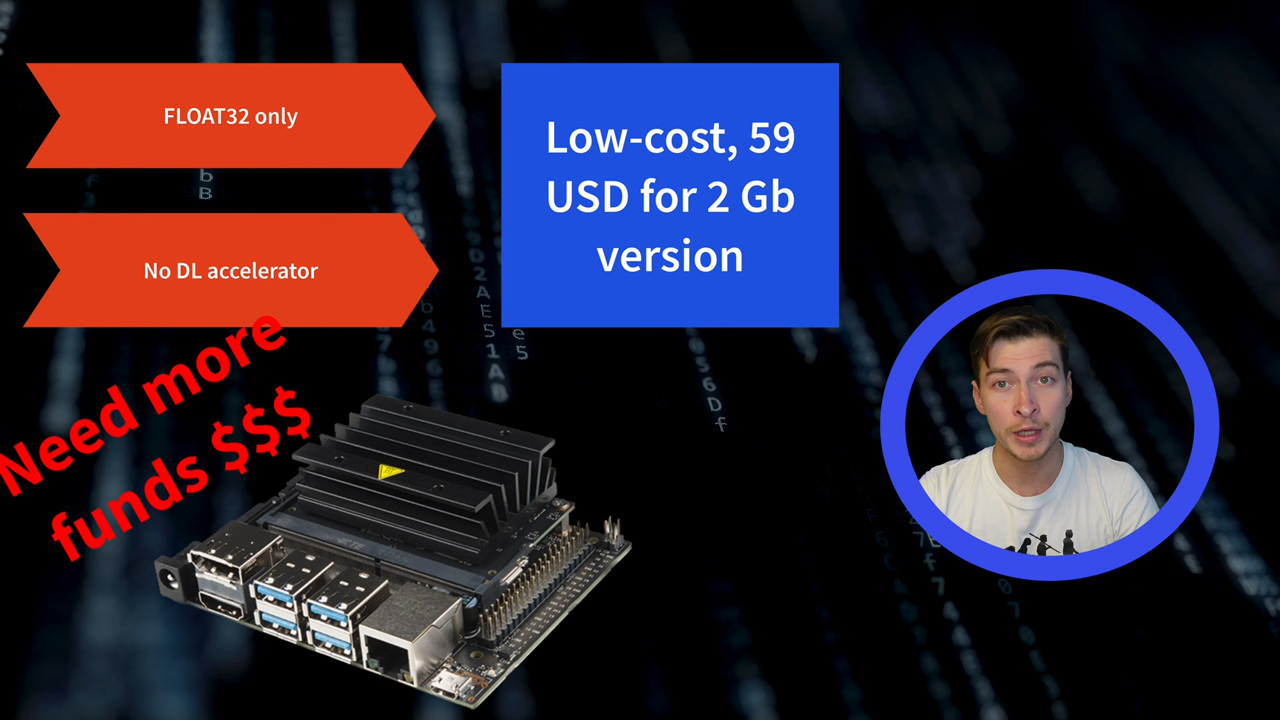 FLOAT32 only
No DL accelerator
Low-cost, 59
USD for 2 Gb
version
Need more
funds $$$